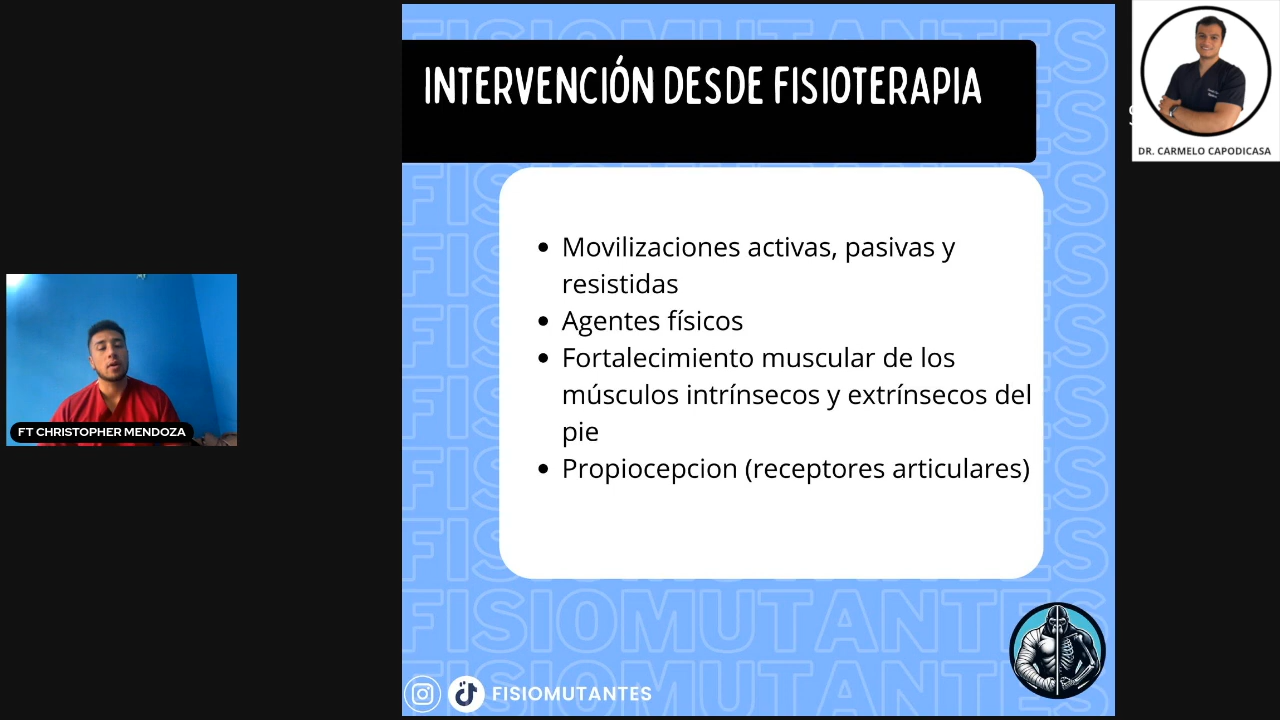 INTERVENCIÓN DESDE FISIOTERAPIA
DR. CARMELO CAPODICASA
Movilizaciones activas, pasivas y
resistidas
Agentes físicos
Fortalecimiento muscular de los
músculos intrínsecos y extrínsecos del
pie
Propiocepcion (receptores articulares)
FT CHRISTOPHER MENDOZA
FISIOMUTANTES